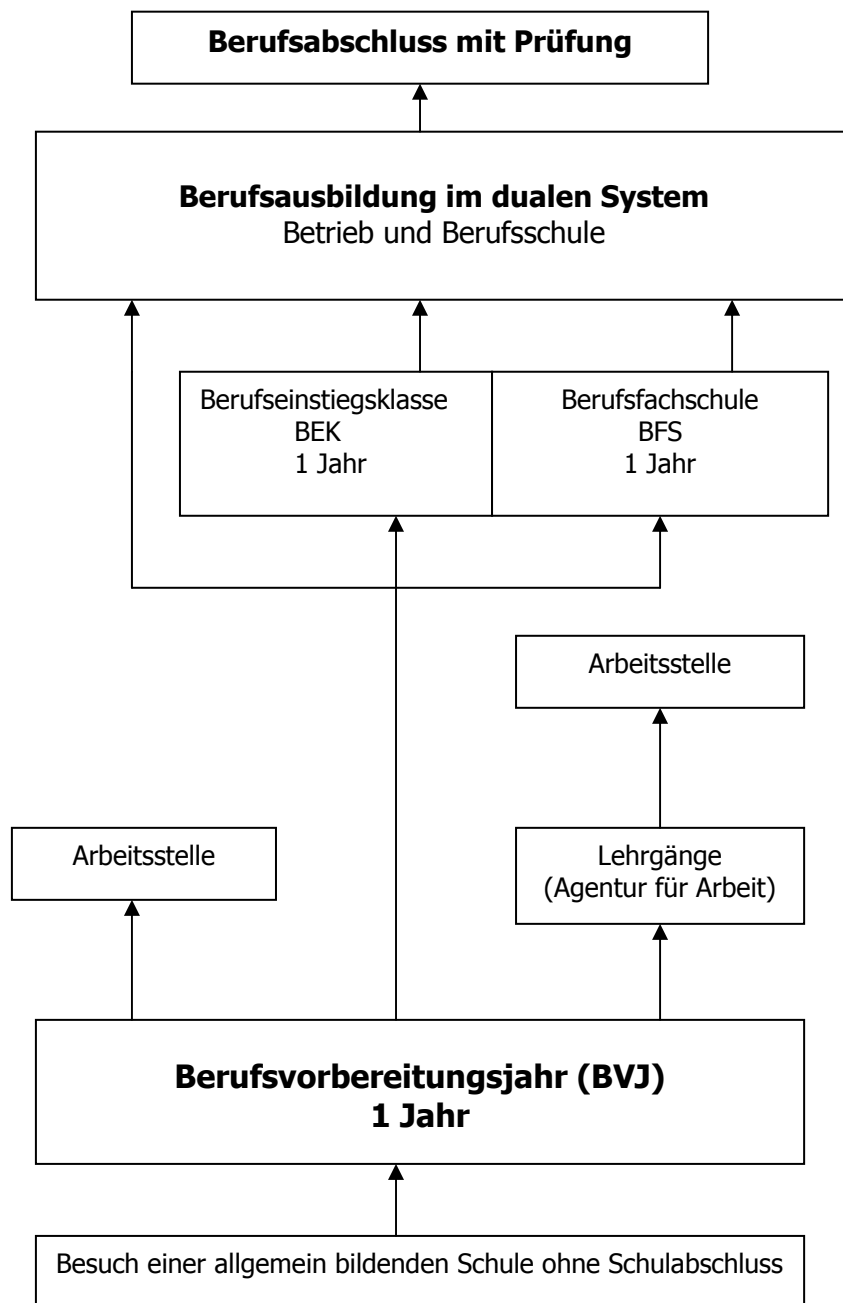 Berufsabschluss mit Prüfung
Berufsausbildung im dualen System
Betrieb und Berufsschule
Berufseinstiegsklasse
BEK
1 Jahr
Berufsfachschule
BFS
1 Jahr
Arbeitsstelle
Arbeitsstelle
Lehrgänge
(Agentur für Arbeit)
Berufsvorbereitungsjahr (BVJ)
1 Jahr
Besuch einer allgemein bildenden Schule ohne Schulabschluss